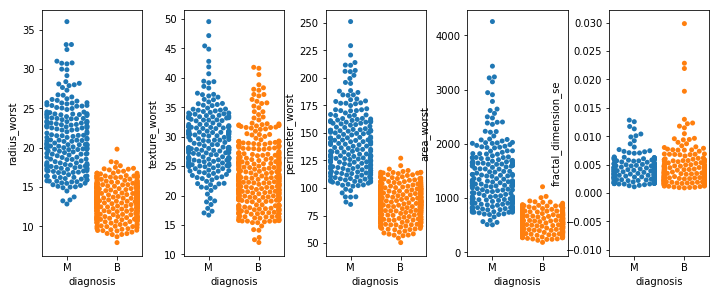 radius_worst
35
30
25
20
15
10
M
B
diagnosis
texture_worst
50
45
40
35
30
25
20
15
10
M
B
diagnosis
perimeter_worst
250
225
200
175
150
125
100
75
50
M
B
diagnosis
area_worst
4000
3000
2000
1000
0
M
B
diagnosis
fractal_dimension_se
0.030
0.025
0.020
0.015
0.010
0.005
0.000
−0.005
−0.010
M
B
diagnosis